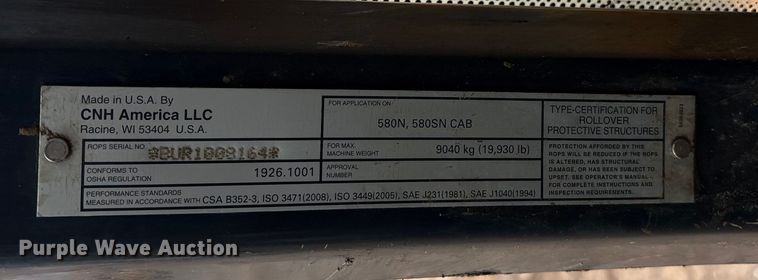 Made in U.S.A. By
CNH America LLC
Racine, WI 53404 U.S.A.
ROPS SERIAL NO.
*BUR1009164*
CONFORMS TO
OSHA REGULATION
1926.1001
PERFORMANCE STANDARDS
MEASURED IN ACCORDANCE WITH CSA B352-3, ISO 3471(2008), ISO 3449(2005), SAE J231(1981), SAE J1040(1994)
FOR APPLICATION ON
580N, 580SN CAB
FOR MAX.
MACHINE WEIGHT
9040 kg (19,930 lb)
APPROVAL
NUMBER
TYPE-CERTIFICATION FOR
ROLLOVER
PROTECTIVE STRUCTURES
PROTECTION AFFORDED BY THIS
ROPS WILL BE REDUCED IF THE ROPS
IS ALTERED, HAS STRUCTURAL
DAMAGE, OR HAS BEEN SUBJECT TO
UPSET. SEE OPERATOR'S MANUAL
FOR COMPLETE INSTRUCTIONS AND
INSPECTION REQUIREMENTS.
Purple Wave Auction